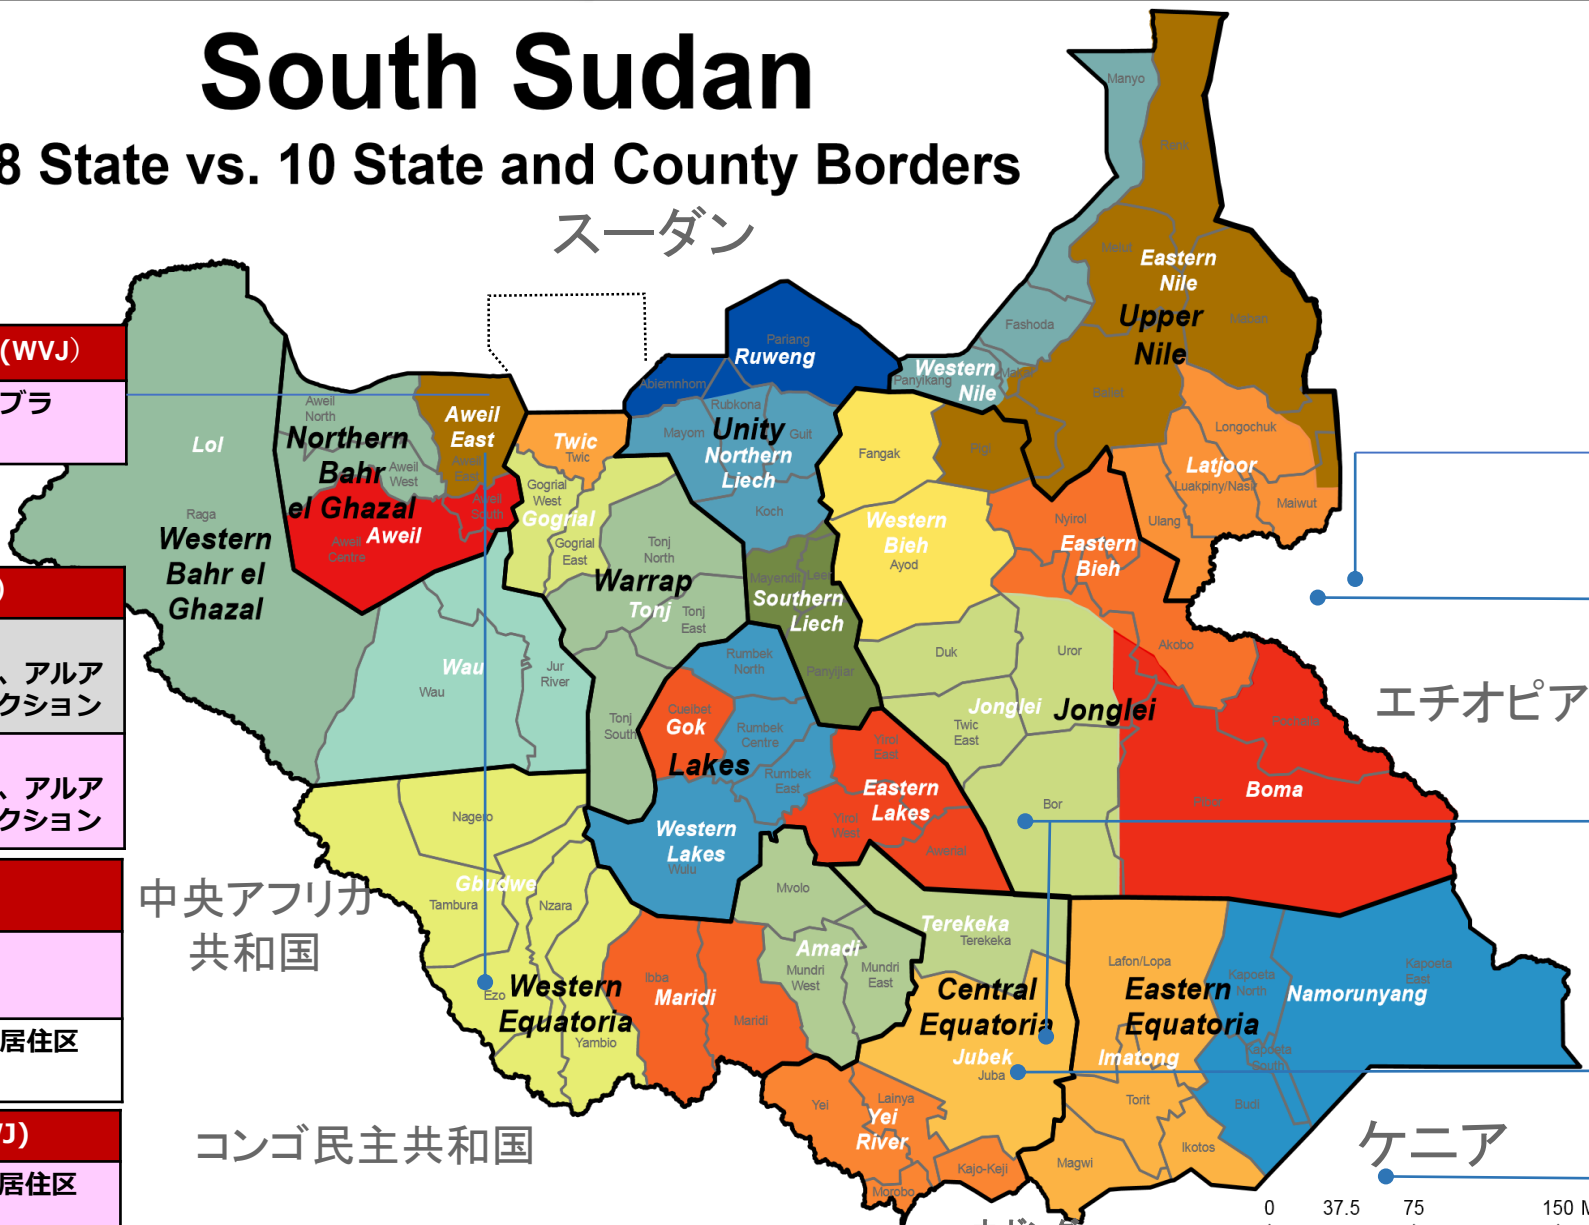 South Sudan
8 State vs. 10 State and County Borders
スーダン
(WVJ）
ブラ
)
、アルア
クション
、アルア
クション
居住区
VJ)
居住区
中央アフリカ
共和国
コンゴ民主共和国
エチオピア
ケニア
Manyo
Renk
Melut
Eastern
Nile
Upper
Nile
Maban
Fashoda
Western
Nile
Panyikang
Makal
Baliet
Pariang
Ruweng
Abiemnhom
Rubkona
Mayom
Unity
Guit
Northern
Liech
Koch
Fangak
Pigi
Longochuk
Latjoor
Luakpiny/Nasir
Maiwut
Ulang
Western
Bieh
Ayod
Nyirol
Eastern
Bieh
Akobo
Lol
Raga
Western
Bahr el
Ghazal
Aweil
North
Northern
Bahr
el Ghazal
Aweil
West
Aweil
East
Aweil
East
Aweil
South
Aweil
Aweil
Centre
Twic
Twic
Gogrial
West
Gogrial
Gogrial
East
Tonj
North
Warrap
Tonj
Tonj
East
Tonj
South
Mayendit
Leer
Southern
Liech
Panyijiar
Wau
Wau
Jur
River
Rumbek
North
Cueibet
Gok
Rumbek
Centre
Lakes
Rumbek
East
Western
Lakes
Wulu
Yirol
East
Eastern
Lakes
Yirol
West
Awerial
Duk
Uror
Jonglei
Jonglei
Twic
East
Bor
Pochalla
Boma
Pibor
Nagero
Gbudwe
Tambura
Nzara
Ezo
Western
Equatoria
Yambio
Ibba
Maridi
Maridi
Mvolo
Amadi
Mundri
West
Mundri
East
Terekeka
Terekeka
Central
Equatoria
Jubek
Juba
Yei
Lainya
Yei
River
Morobo
Kajo-Keji
Lafon/Lopa
Eastern
Equatoria
Imatong
Torit
Magwi
Ikotos
Kapoeta
North
Kapoeta
East
Namorunyang
Kapoeta
South
Budi
0 37.5 75 150 M